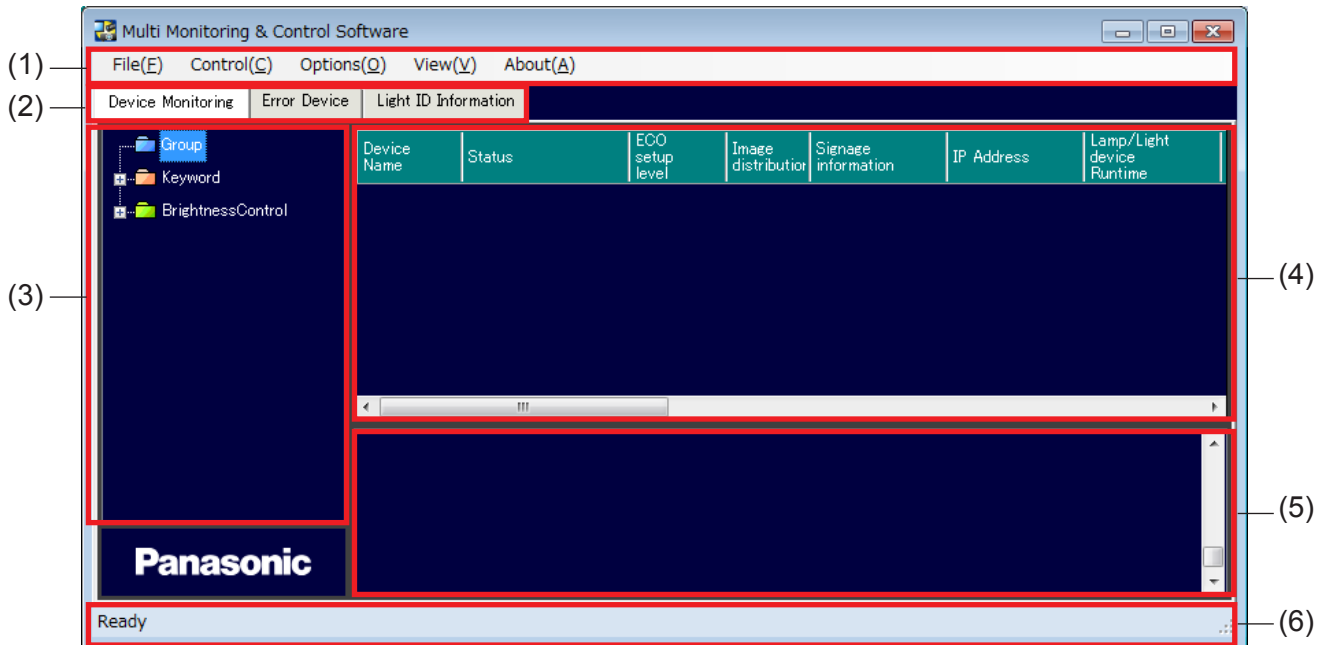 Multi Monitoring & Control Software
(1)
File(F) Control(C) Options(O) View(V) About(A)
(2)
Device Monitoring Error Device Light ID Information
(3)
Group
Keyword
BrightnessControl
Device
Name
Status
ECO
setup
level
Image
distribution
Signage
information
IP Address
Lamp/Light
device
Runtime
(4)
(5)
Panasonic
Ready
(6)